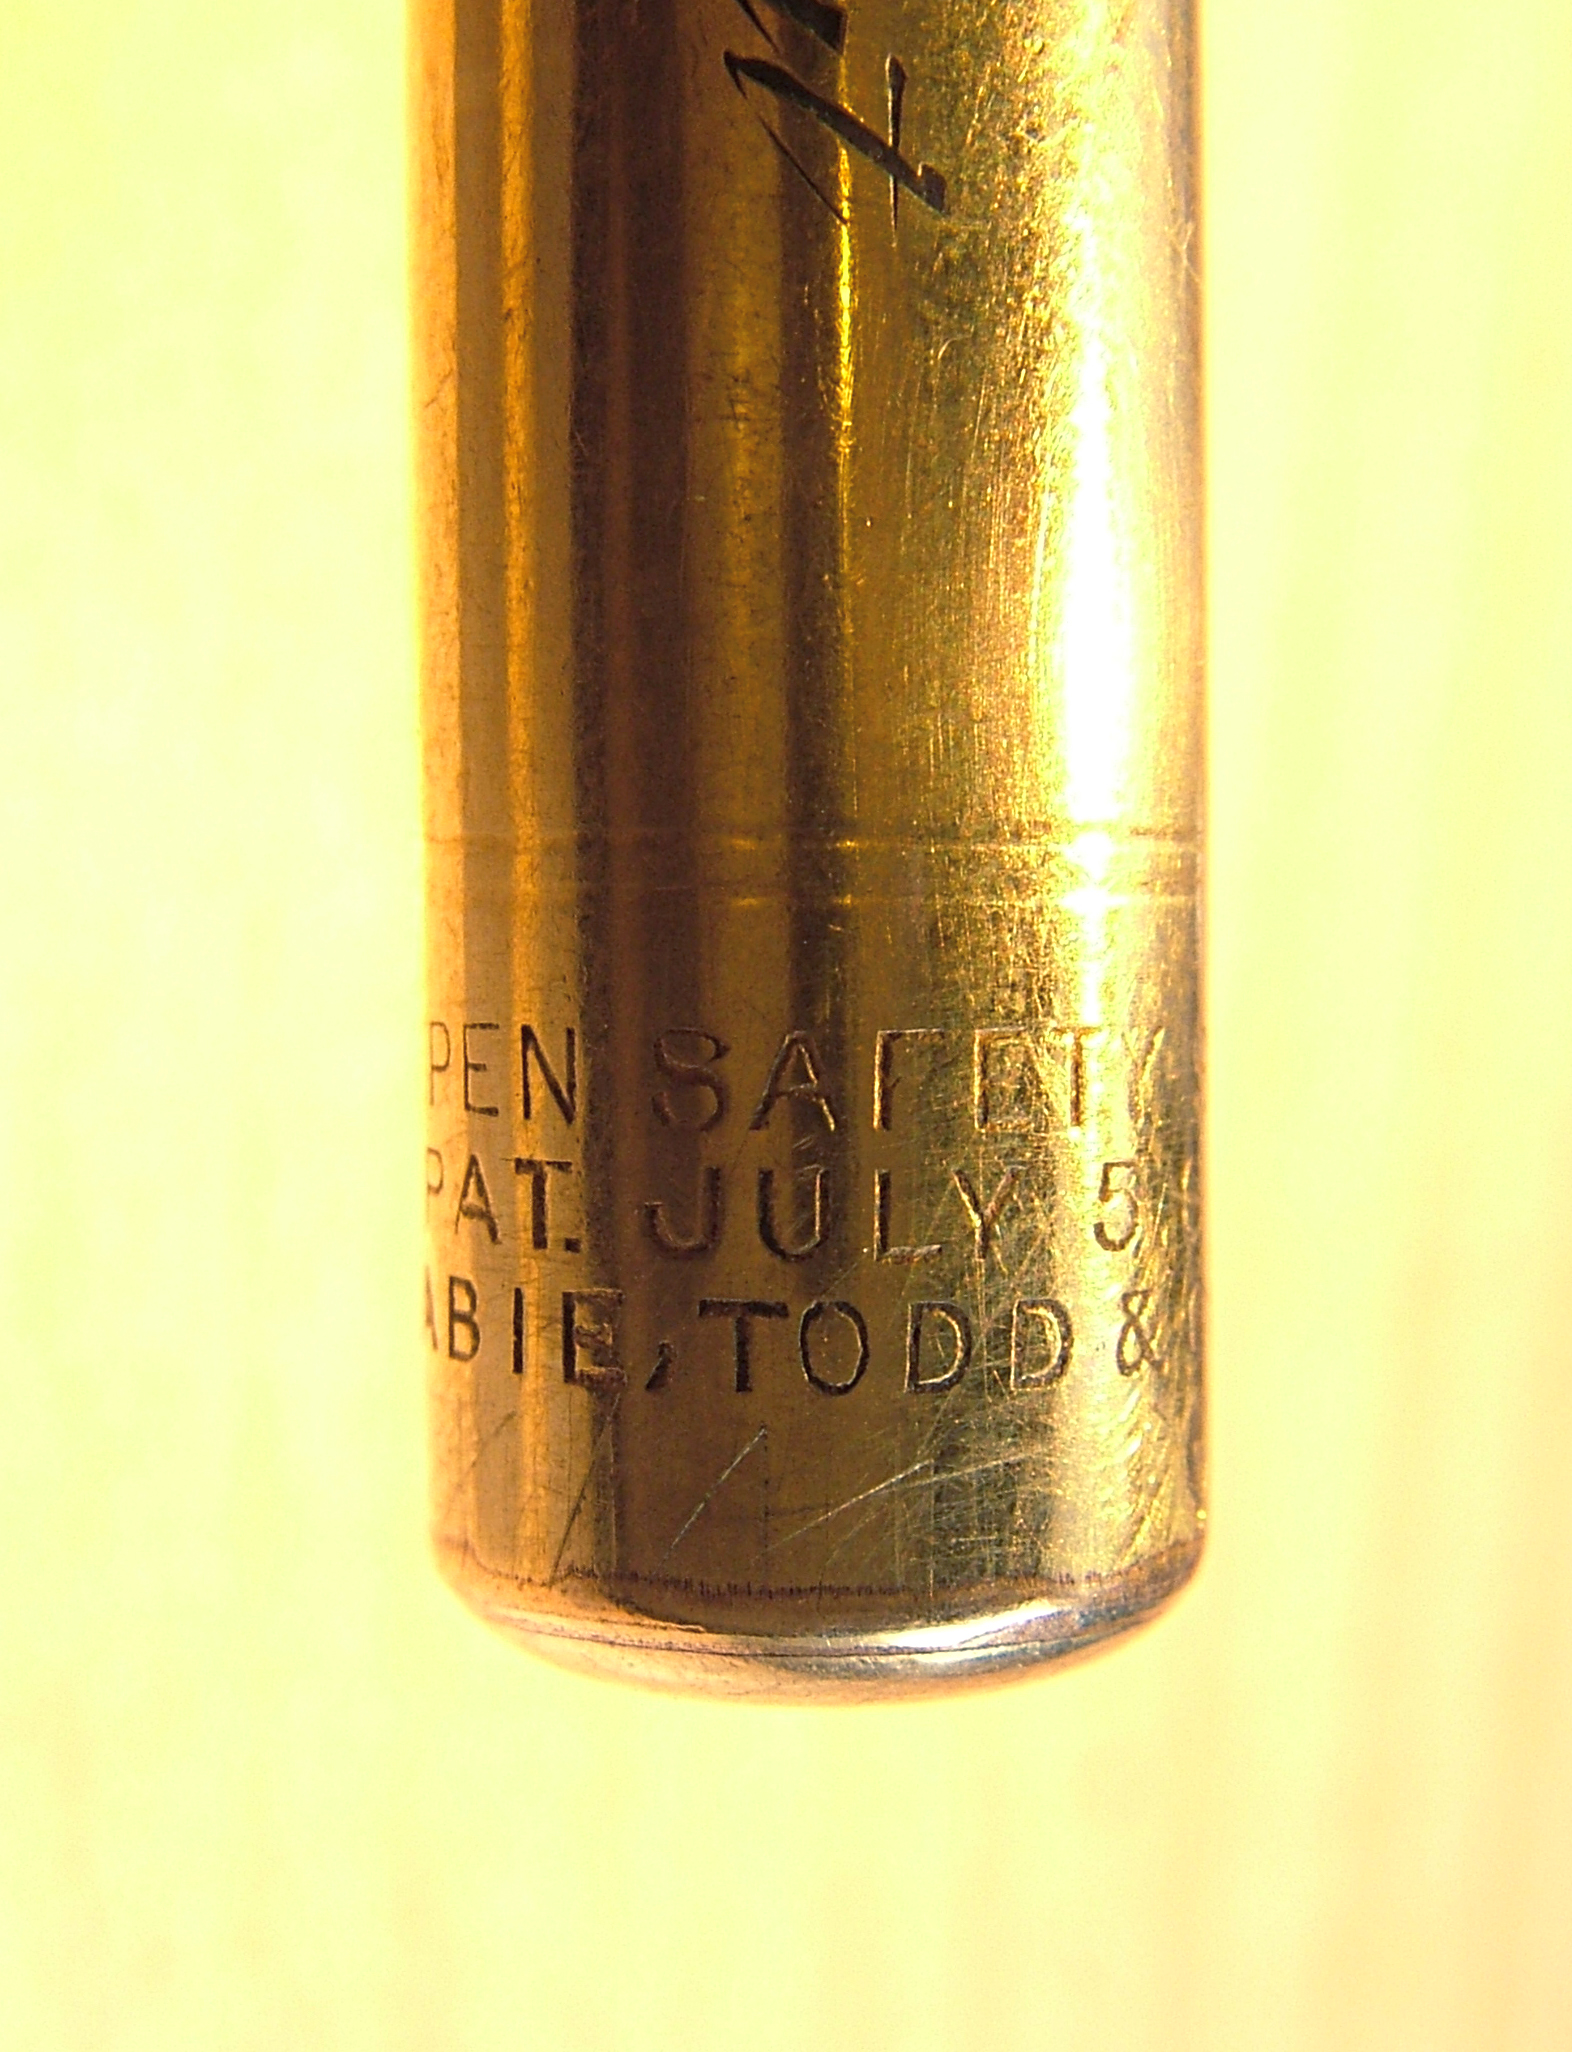 PEN SAFETY
PAT. JULY 5.
ABIE, TODD &